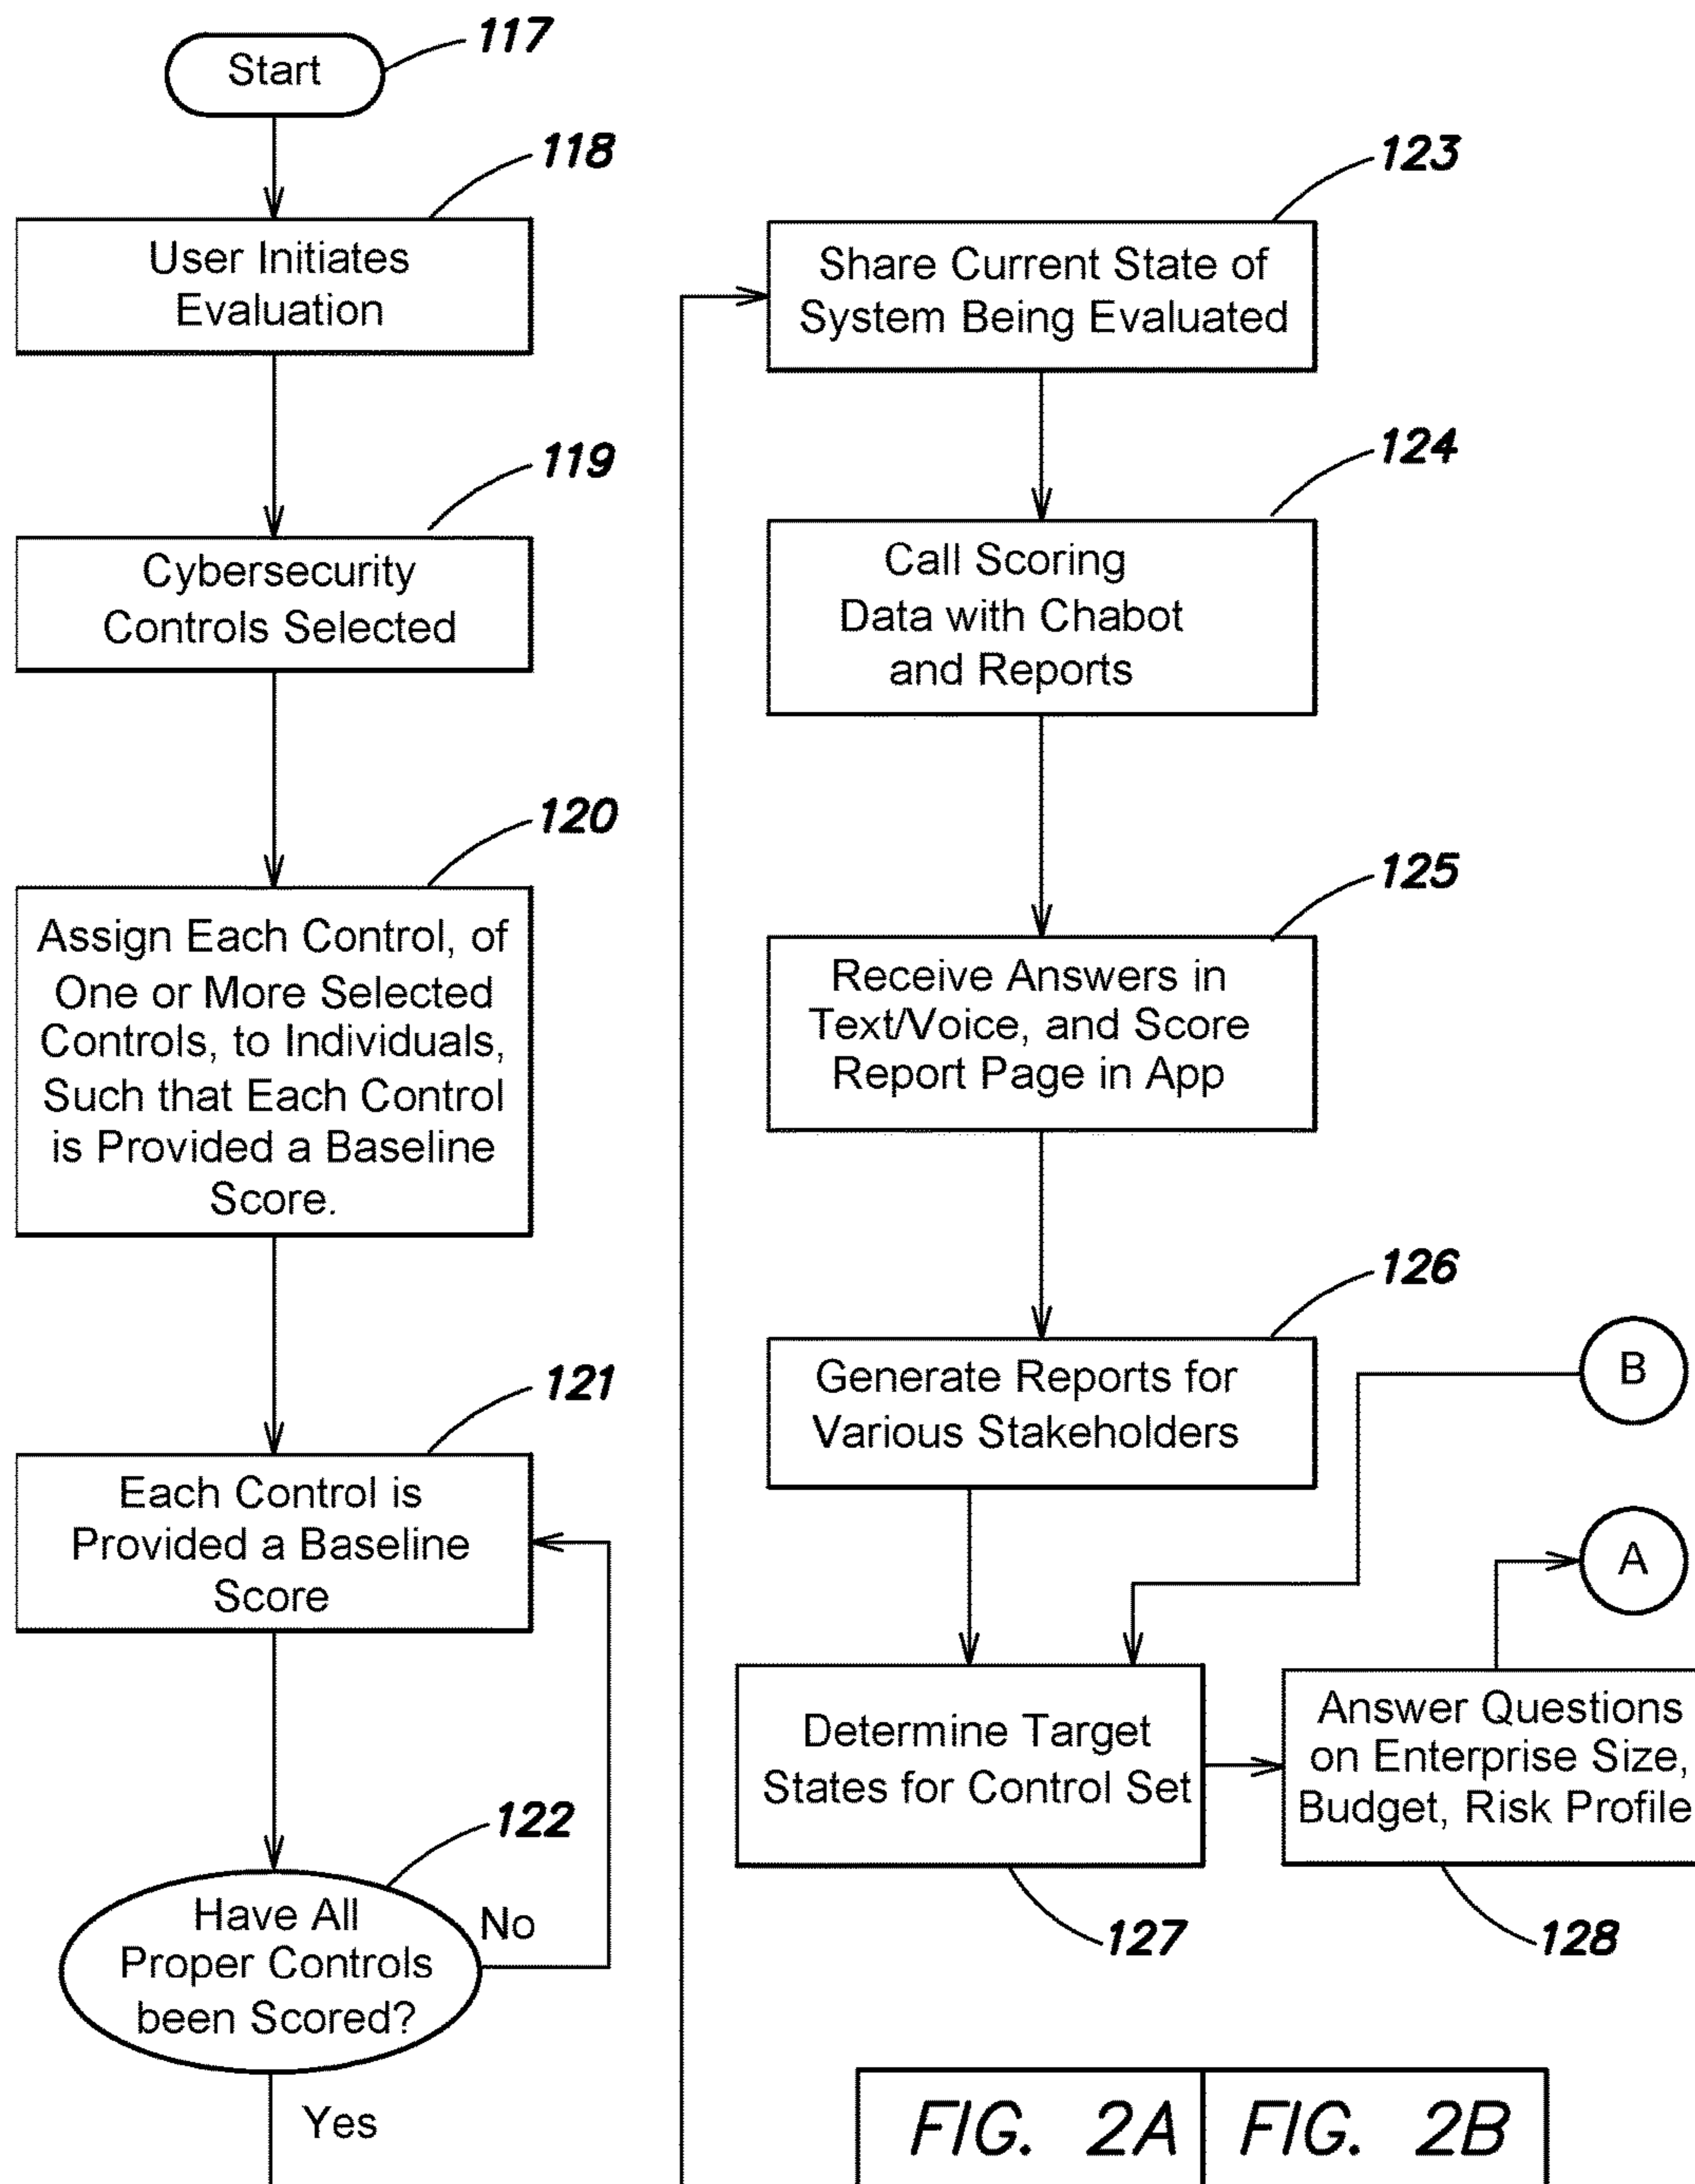 117
Start
118
User Initiates
Evaluation
119
Cybersecurity
Controls Selected
120
Assign Each Control, of
One or More Selected
Controls, to Individuals,
Such that Each Control
is Provided a Baseline
Score.
121
Each Control is
Provided a Baseline
Score
122
Have All
Proper Controls
been Scored?
No
Yes
123
Share Current State of
System Being Evaluated
124
Call Scoring
Data with Chabot
and Reports
125
Receive Answers in
Text/Voice, and Score
Report Page in App
126
Generate Reports for
Various Stakeholders
B
A
Determine Target
States for Control Set
127
Answer Questions
on Enterprise Size,
Budget, Risk Profile
128
FIG. 2A
FIG. 2B